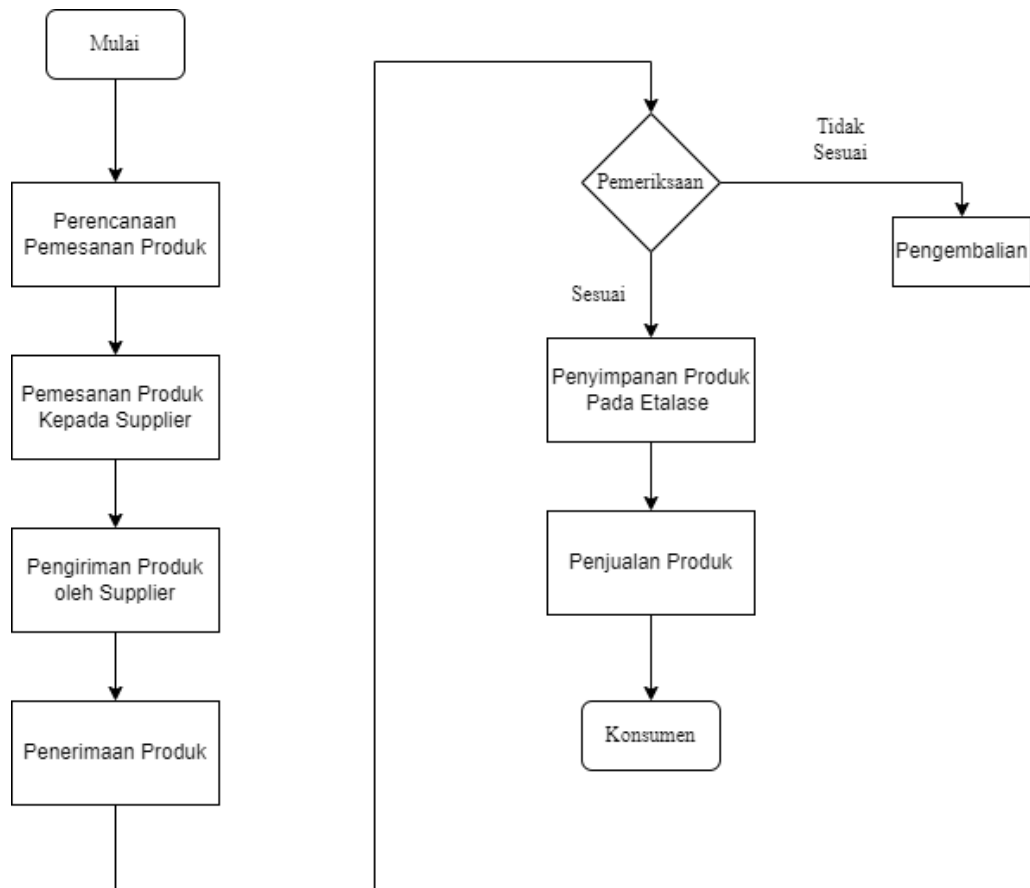 Mulai
Perencanaan
Pemesanan Produk
Pemesanan Produk
Kepada Supplier
Pengiriman Produk
oleh Supplier
Penerimaan Produk
Pemeriksaan
Tidak
Sesuai
Pengembalian
Sesuai
Penyimpanan Produk
Pada Etalase
Penjualan Produk
Konsumen